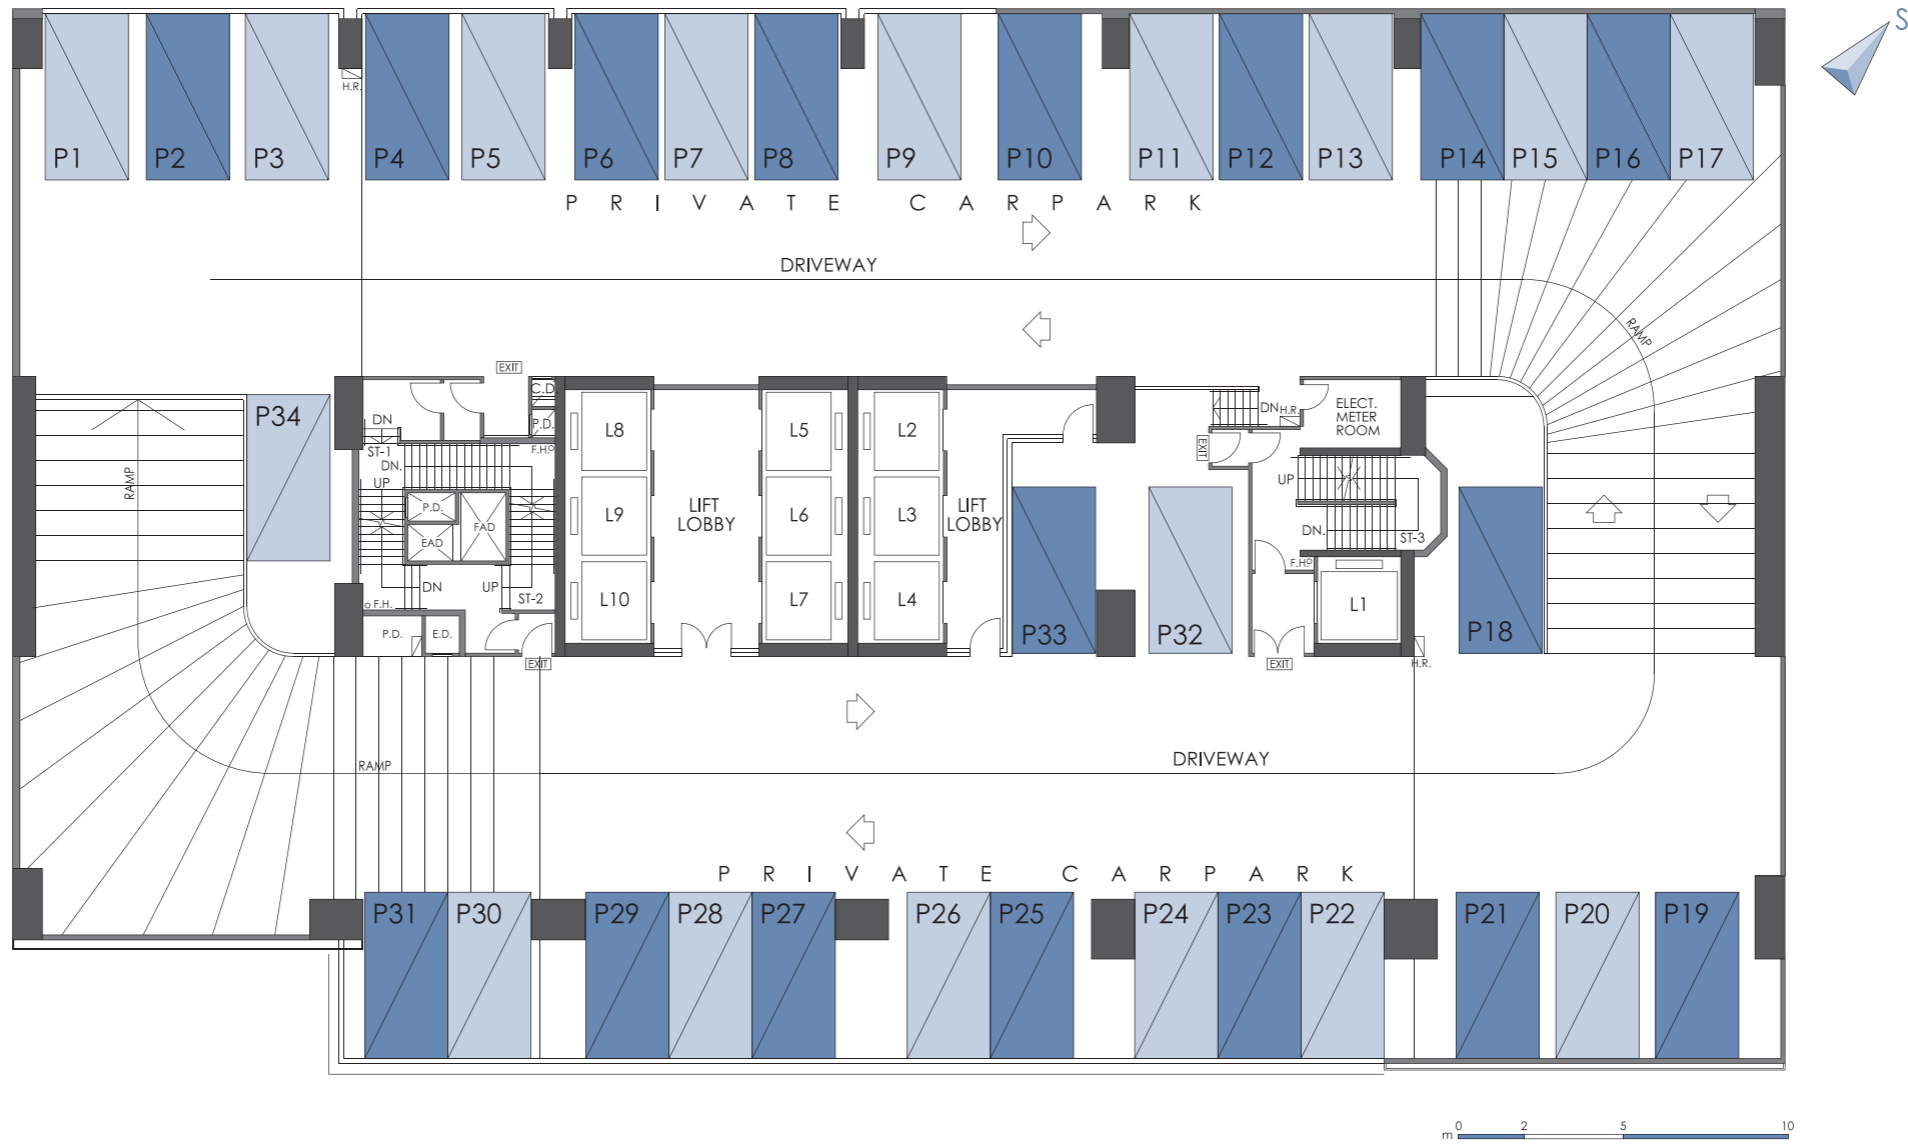 S
P1 P2 P3 P4 P5 P6 P7 P8 P9 P10 P11 P12 P13 P14 P15 P16 P17
H.R.
PRIVATE CARPARK
DRIVEWAY
RAMP
EXIT
C.D
P.D.
F.H.
P34
DN
ST-1
DN.
UP
RAMP
P.D.
FAD
EAD
DN
UP
ST-2
F.H.
P.D.
E.D.
EXIT
L8
L9
L10
LIFT
LOBBY
L5
L6
L7
L2
L3
L4
LIFT
LOBBY
P33
P32
DN
H.R.
EXIT
ELECT.
METER
ROOM
UP
DN.
ST-3
F.H.
L1
EXIT
P18
H.R.
DRIVEWAY
RAMP
PRIVATE CARPARK
P31 P30 P29 P28 P27 P26 P25 P24 P23 P22 P21 P20 P19
m 0 2 5 10